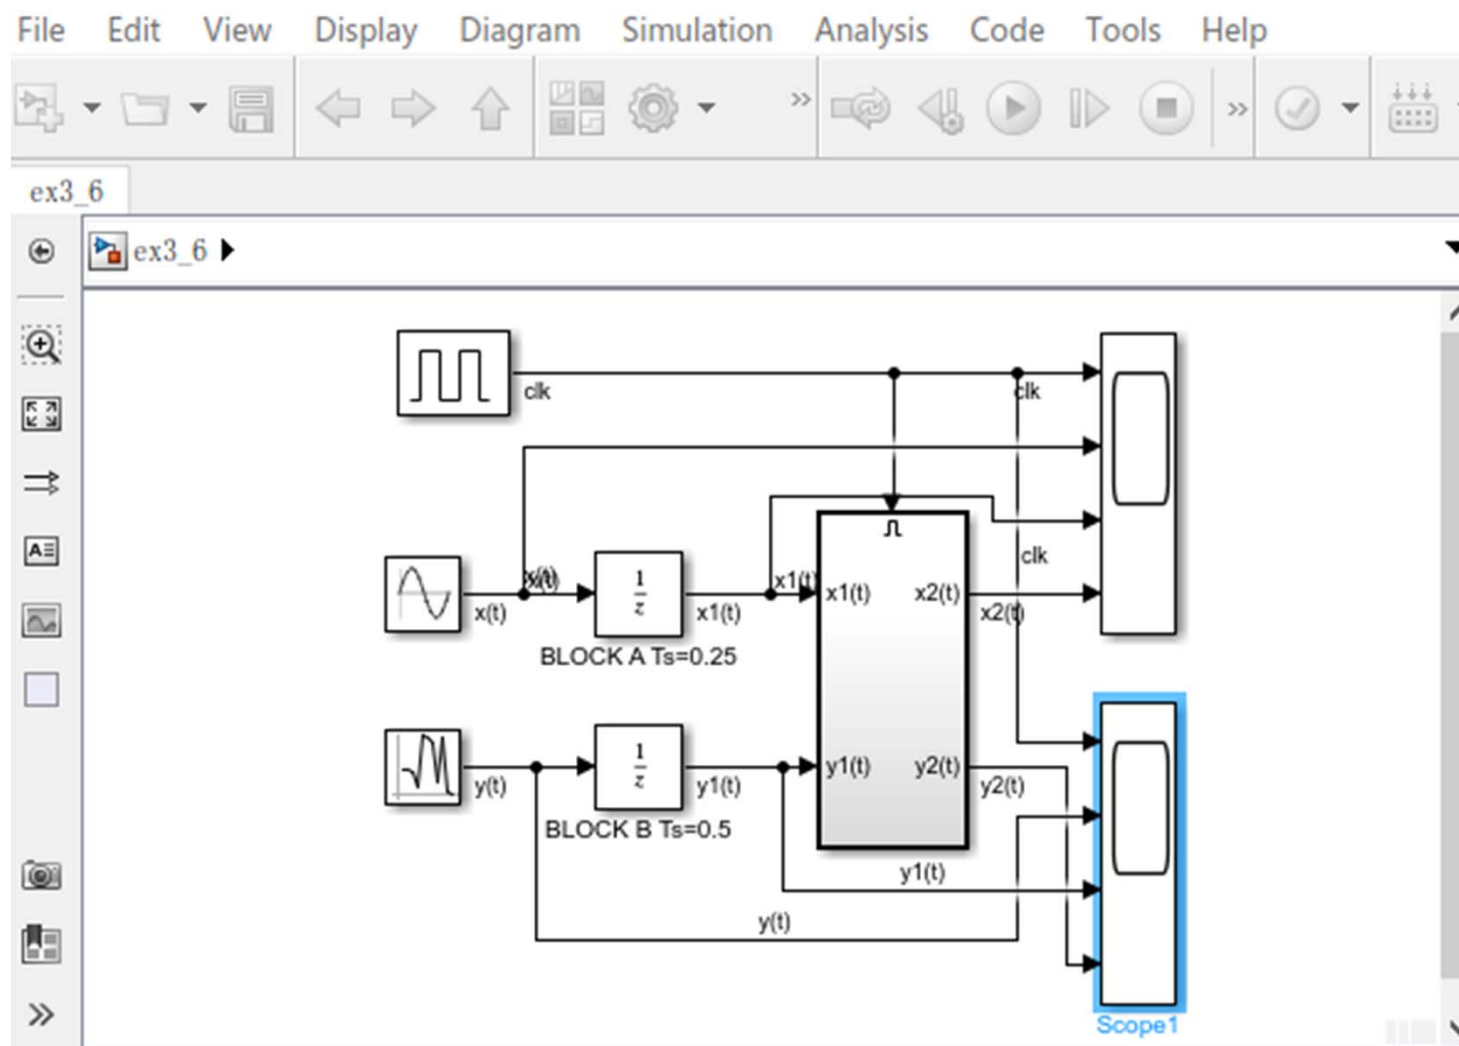 File Edit View Display Diagram Simulation Analysis Code Tools Help
ex3_6
ex3_6
clk
clk
clk
x(t)
1
z
x1(t)
x1(t)
x1(t)
x2(t)
x2(t)
BLOCK A Ts=0.25
y(t)
1
z
y1(t)
y1(t)
y2(t)
y2(t)
BLOCK B Ts=0.5
y1(t)
y(t)
Scope1